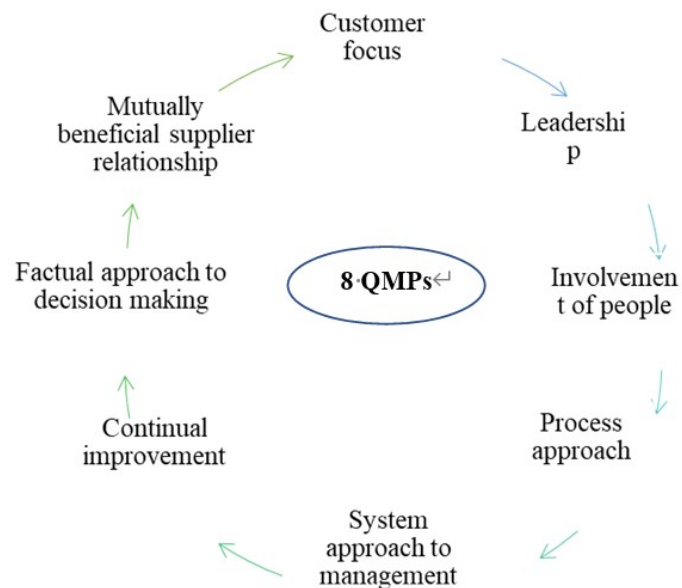 Customer
focus
Leadershi
p
Involvemen
t of people
Process
approach
System
approach to
management
Continual
improvement
Factual approach to
decision making
Mutually
beneficial supplier
relationship
8·QMPs↵